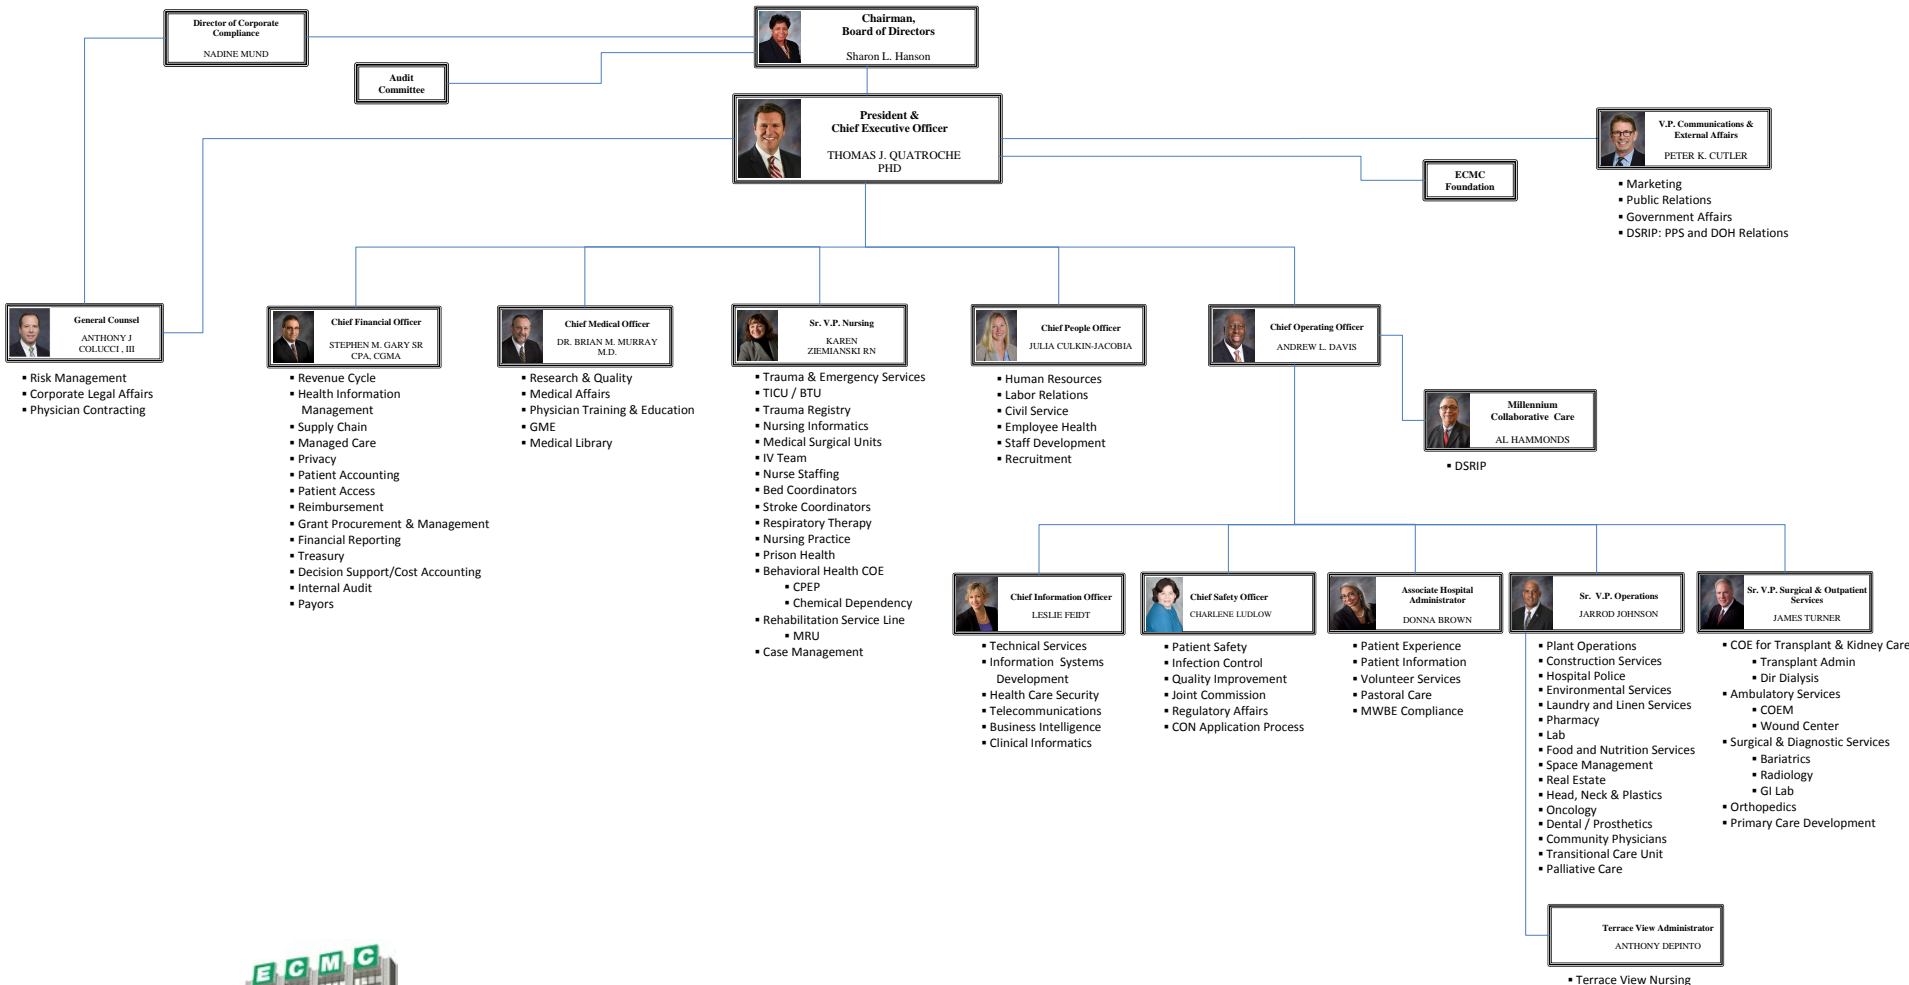 Director of Corporate
Compliance
NADINE MUND
Chairman,
Board of Directors
Sharon L. Hanson
Audit
Committee
President &
Chief Executive Officer
THOMAS J. QUATROCHE
PHD
V.P. Communications &
External Affairs
PETER K. CUTLER
▪ Marketing
▪ Public Relations
▪ Government Affairs
▪ DSRIP: PPS and DOH Relations
ECMC
Foundation
General Counsel
ANTHONY J
COLUCCI , III
▪ Risk Management
▪ Corporate Legal Affairs
▪ Physician Contracting
Chief Financial Officer
STEPHEN M. GARY SR
CPA, CGMA
▪ Revenue Cycle
▪ Health Information
Management
▪ Supply Chain
▪ Managed Care
▪ Privacy
▪ Patient Accounting
▪ Patient Access
▪ Reimbursement
▪ Grant Procurement & Management
▪ Financial Reporting
▪ Treasury
▪ Decision Support/Cost Accounting
▪ Internal Audit
▪ Payors
Chief Medical Officer
DR. BRIAN M. MURRAY
M.D.
▪ Research & Quality
▪ Medical Affairs
▪ Physician Training & Education
▪ GME
▪ Medical Library
Sr. V.P. Nursing
KAREN
ZIEMIANSKI RN
▪ Trauma & Emergency Services
▪ TICU / BTU
▪ Trauma Registry
▪ Nursing Informatics
▪ Medical Surgical Units
▪ IV Team
▪ Nurse Staffing
▪ Bed Coordinators
▪ Stroke Coordinators
▪ Respiratory Therapy
▪ Nursing Practice
▪ Prison Health
▪ Behavioral Health COE
▪ CPEP
▪ Chemical Dependency
▪ Rehabilitation Service Line
▪ MRU
▪ Case Management
Chief People Officer
JULIA CULKIN-JACOBIA
▪ Human Resources
▪ Labor Relations
▪ Civil Service
▪ Employee Health
▪ Staff Development
▪ Recruitment
Chief Operating Officer
ANDREW L. DAVIS
Millennium
Collaborative Care
AL HAMMONDS
▪ DSRIP
Chief Information Officer
LESLIE FEIDT
▪ Technical Services
▪ Information Systems
Development
▪ Health Care Security
▪ Telecommunications
▪ Business Intelligence
▪ Clinical Informatics
Chief Safety Officer
CHARLENE LUDLOW
▪ Patient Safety
▪ Infection Control
▪ Quality Improvement
▪ Joint Commission
▪ Regulatory Affairs
▪ CON Application Process
Associate Hospital
Administrator
DONNA BROWN
▪ Patient Experience
▪ Patient Information
▪ Volunteer Services
▪ Pastoral Care
▪ MWBE Compliance
Sr. V.P. Operations
JARROD JOHNSON
▪ Plant Operations
▪ Construction Services
▪ Hospital Police
▪ Environmental Services
▪ Laundry and Linen Services
▪ Pharmacy
▪ Lab
▪ Food and Nutrition Services
▪ Space Management
▪ Real Estate
▪ Head, Neck & Plastics
▪ Oncology
▪ Dental / Prosthetics
▪ Community Physicians
▪ Transitional Care Unit
▪ Palliative Care
Sr. V.P. Surgical & Outpatient
Services
JAMES TURNER
▪ COE for Transplant & Kidney Care
▪ Transplant Admin
▪ Dir Dialysis
▪ Ambulatory Services
▪ COEM
▪ Wound Center
▪ Surgical & Diagnostic Services
▪ Bariatrics
▪ Radiology
▪ GI Lab
▪ Orthopedics
▪ Primary Care Development
Terrace View Administrator
ANTHONY DEPINTO
▪ Terrace View Nursing
ECMC